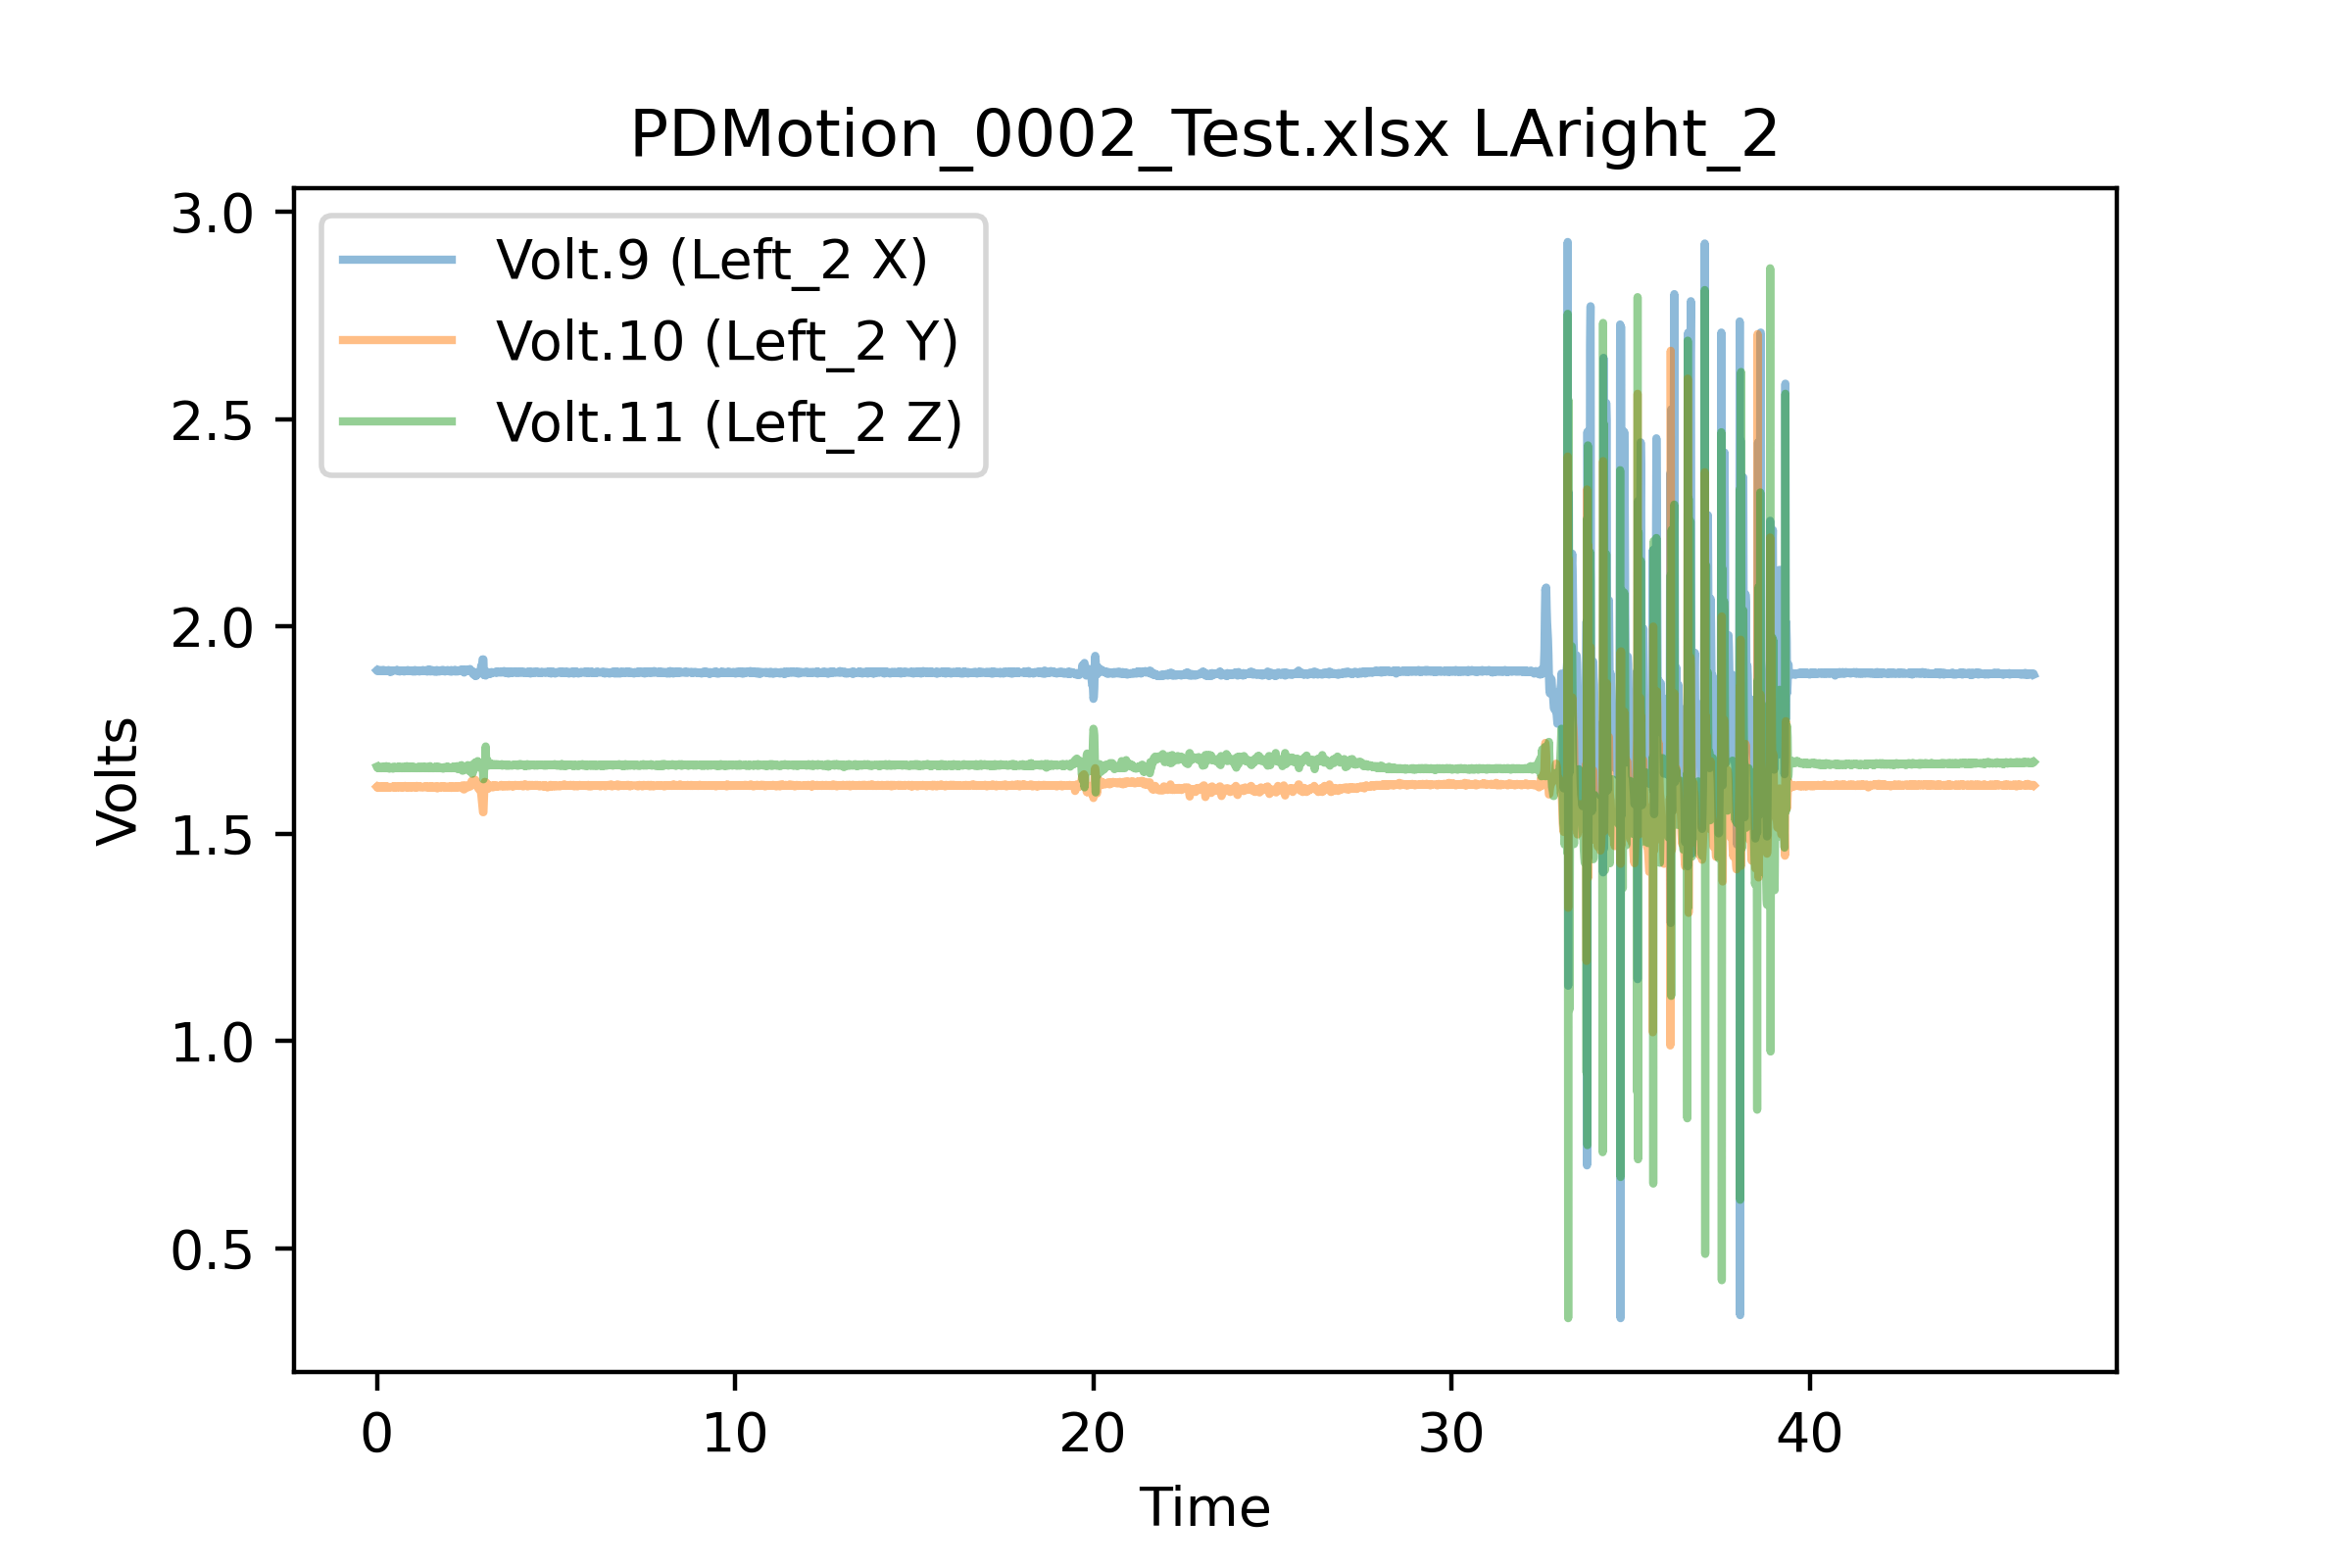 PDMotion_0002_Test.xlsx LAright_2
3.0
Volt.9 (Left_2 X)
Volt.10 (Left_2 Y)
Volt.11 (Left_2 Z)
2.5
2.0
1.5
1.0
0.5
Volts
0 10 20 30 40
Time